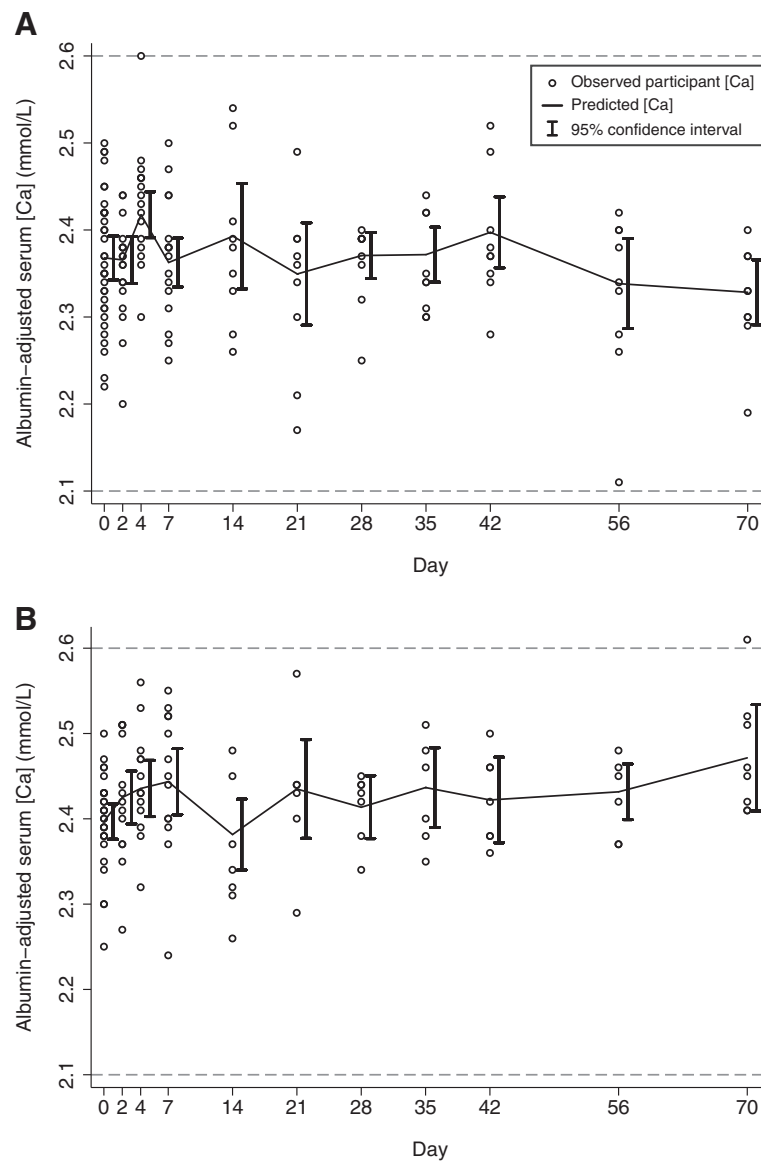 A
Albumin−adjusted serum [Ca] (mmol/L)
2.6
2.5
2.4
2.3
2.2
2.1
Observed participant [Ca]
Predicted [Ca]
95% confidence interval
0 2 4 7 14 21 28 35 42 56 70
Day
B
Albumin−adjusted serum [Ca] (mmol/L)
2.6
2.5
2.4
2.3
2.2
2.1
0 2 4 7 14 21 28 35 42 56 70
Day